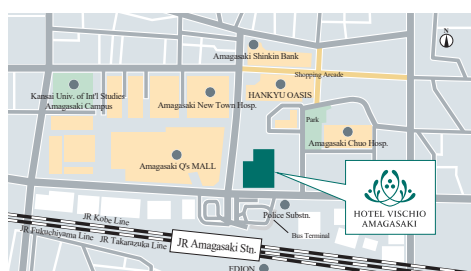 N
Amagasaki Shinkin Bank
Shopping Arcade
Kansai Univ. of Int'l Studies
Amagasaki Campus
Amagasaki New Town Hosp.
HANKYU OASIS
Park
Amagasaki Chuo Hosp.
Amagasaki Q's MALL
HOTEL VISCHIO
AMAGASAKI
Police Substn.
Bus Terminal
JR Kobe Line
JR Fukuchiyama Line
JR Takarazuka Line
JR Amagasaki Stn.
EDION